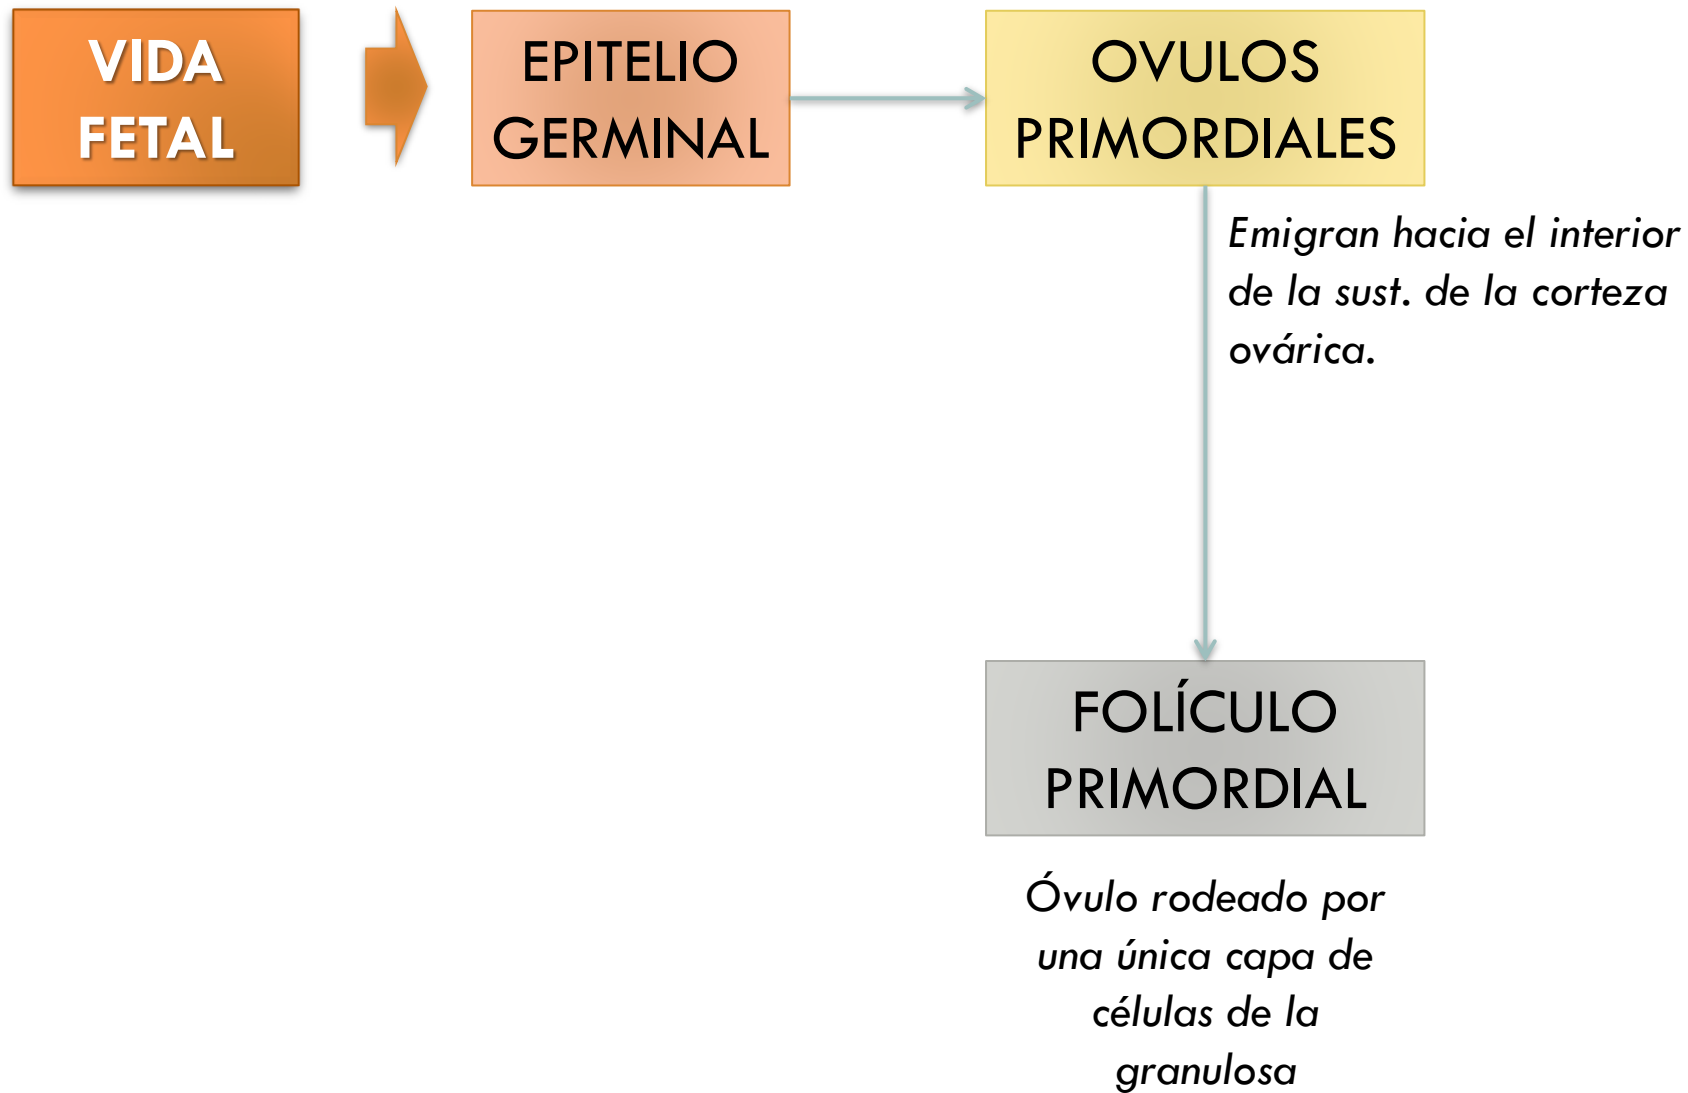 VIDA
FETAL
EPITELIO
GERMINAL
OVULOS
PRIMORDIALES
Emigran hacia el interior
de la sust. de la corteza
ovárica.
FOLÍCULO
PRIMORDIAL
Óvulo rodeado por
una única capa de
células de la
granulosa